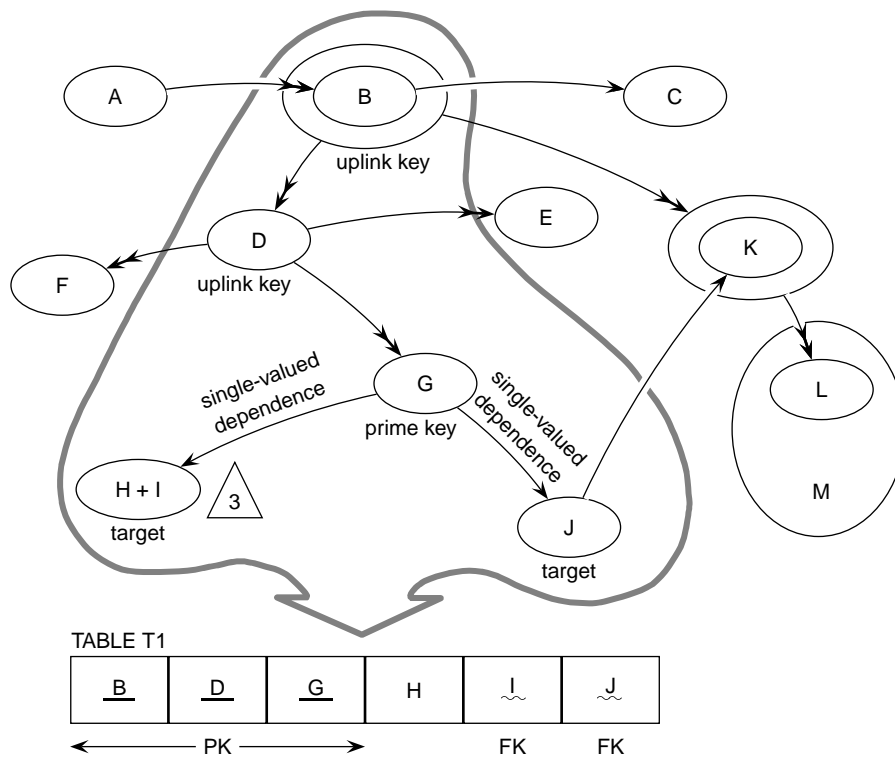 A
B
C
uplink key
D
E
K
F
uplink key
single-valued
dependence
G
single-valued
dependence
L
prime key
H + I
3
M
target
J
target
TABLE T1
B D G H I J
PK FK FK